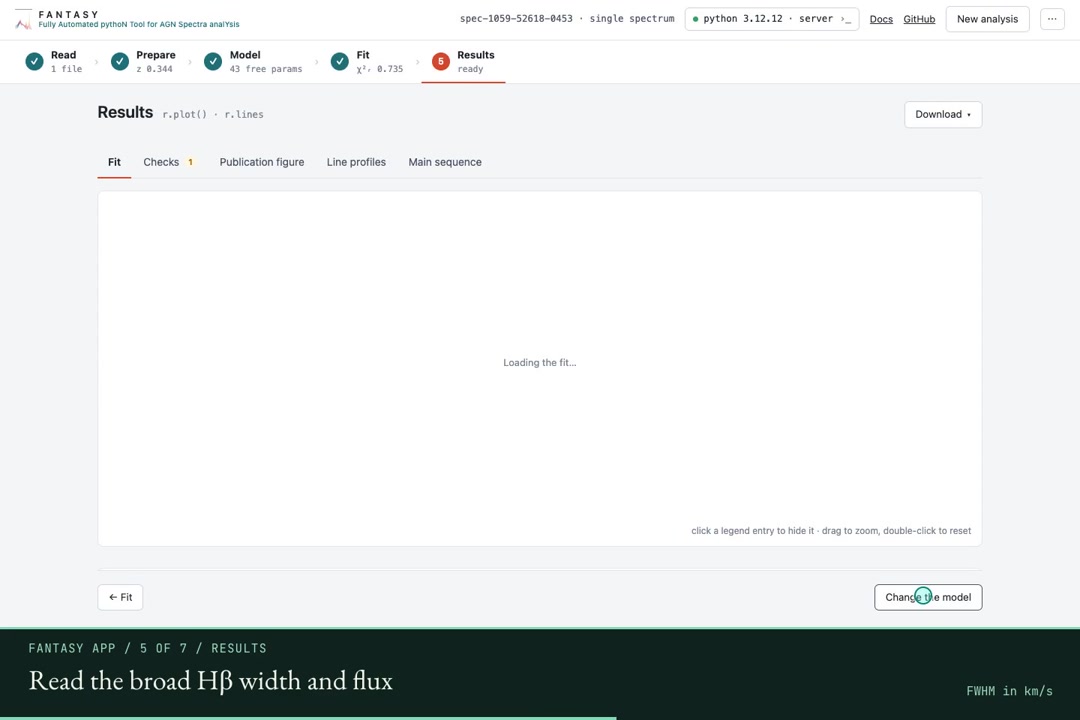 FANTASY
Fully Automated pythoN Tool for AGN Spectra analYsis
spec-1059-52618-0453 · single spectrum
python 3.12.12 · server ›_
Docs
GitHub
New analysis
···
Read
1 file
Prepare
z 0.344
Model
43 free params
Fit
χ²ᵣ 0.735
5
Results
ready
Results
r.plot() · r.lines
Download ▾
Fit
Checks 1
Publication figure
Line profiles
Main sequence
Loading the fit…
click a legend entry to hide it · drag to zoom, double-click to reset
← Fit
Change the model
FANTASY APP / 5 OF 7 / RESULTS
Read the broad Hβ width and flux
FWHM in km/s